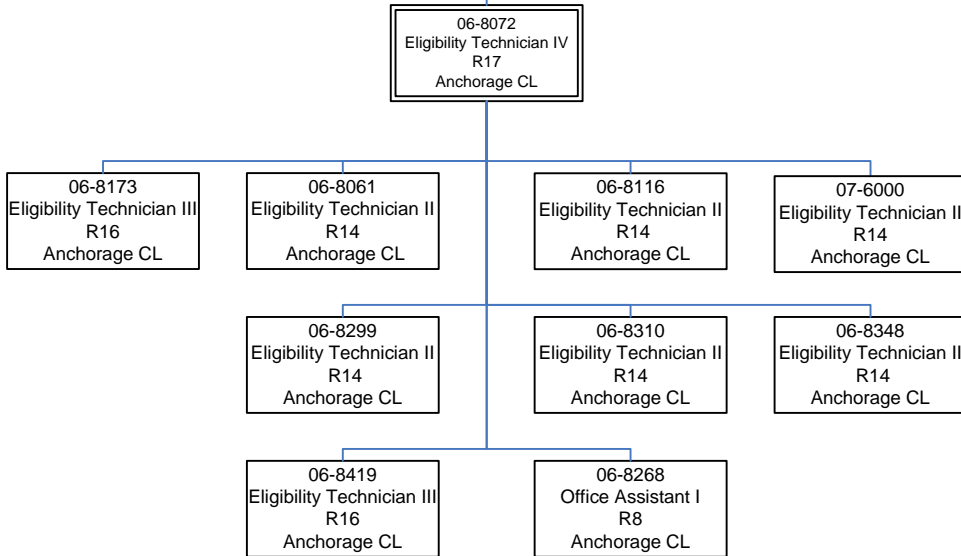 06-8072
Eligibility Technician IV
R17
Anchorage CL
06-8173
Eligibility Technician III
R16
Anchorage CL
06-8061
Eligibility Technician II
R14
Anchorage CL
06-8116
Eligibility Technician II
R14
Anchorage CL
07-6000
Eligibility Technician II
R14
Anchorage CL
06-8299
Eligibility Technician II
R14
Anchorage CL
06-8310
Eligibility Technician II
R14
Anchorage CL
06-8348
Eligibility Technician II
R14
Anchorage CL
06-8419
Eligibility Technician III
R16
Anchorage CL
06-8268
Office Assistant I
R8
Anchorage CL